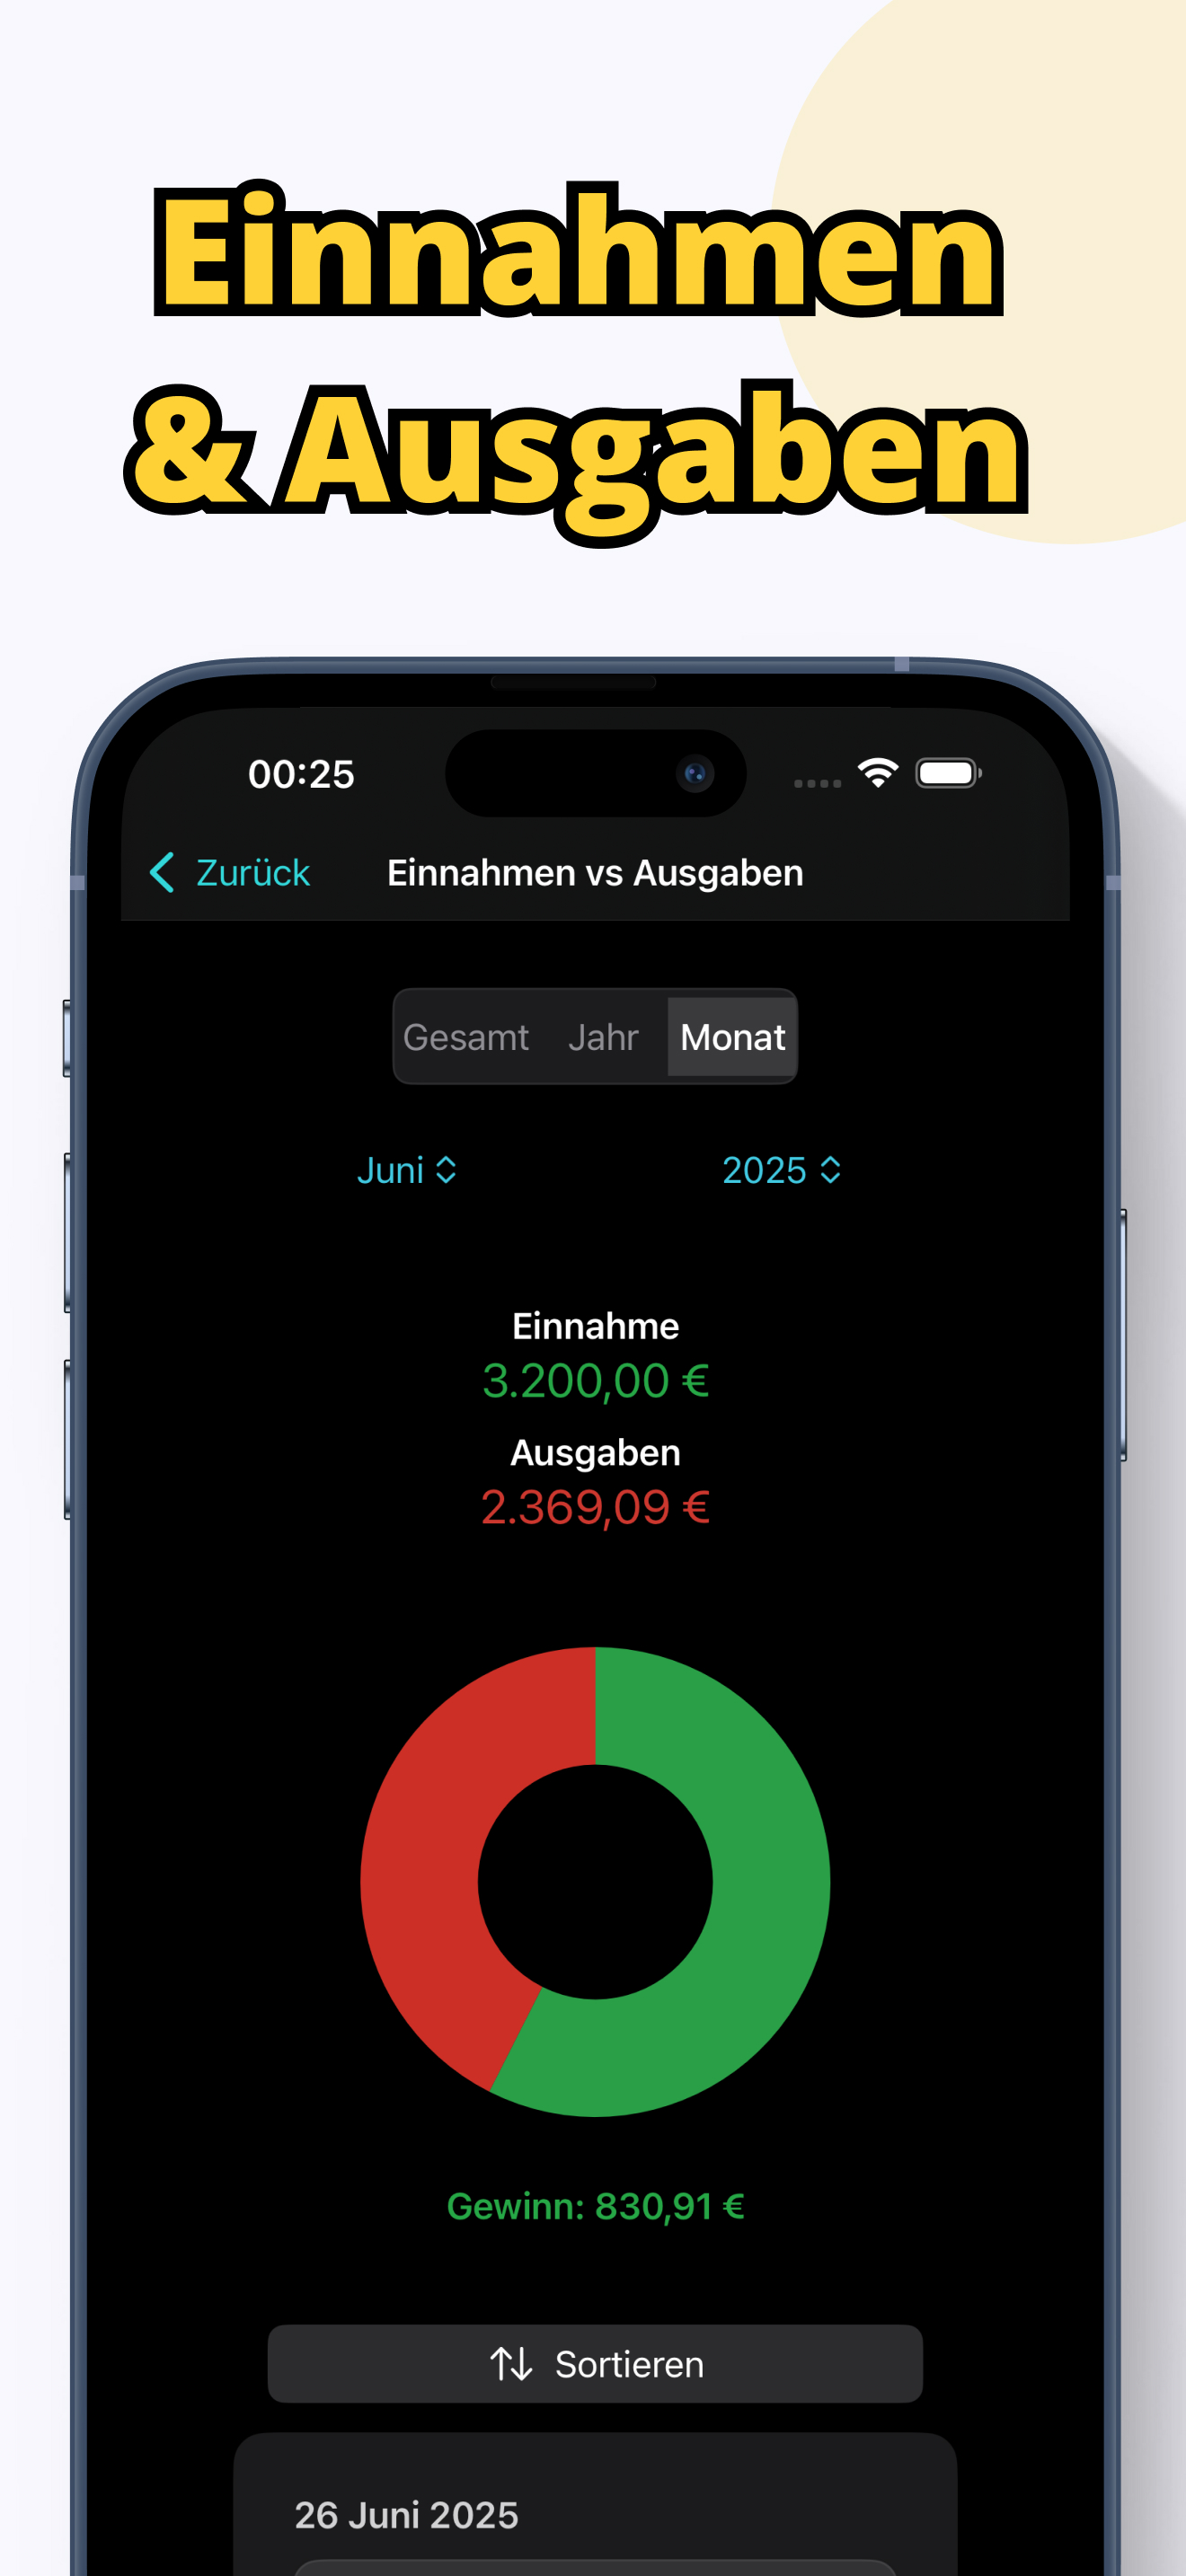 Einnahmen
& Ausgaben
00:25
Zurück Einnahmen vs Ausgaben
Gesamt Jahr Monat
Juni 2025
Einnahme
3.200,00 €
Ausgaben
2.369,09 €
Gewinn: 830,91 €
Sortieren
26 Juni 2025